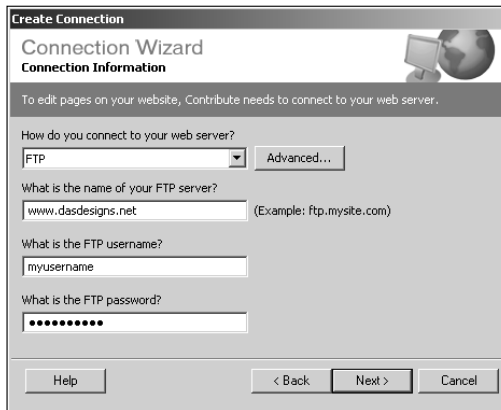 Create Connection
Connection Wizard
Connection Information
To edit pages on your website, Contribute needs to connect to your web server.
How do you connect to your web server?
FTP
Advanced...
What is the name of your FTP server?
www.dasdesigns.net
(Example: ftp.mysite.com)
What is the FTP username?
myusername
What is the FTP password?
●●●●●●●●●●
Help
< Back
Next >
Cancel